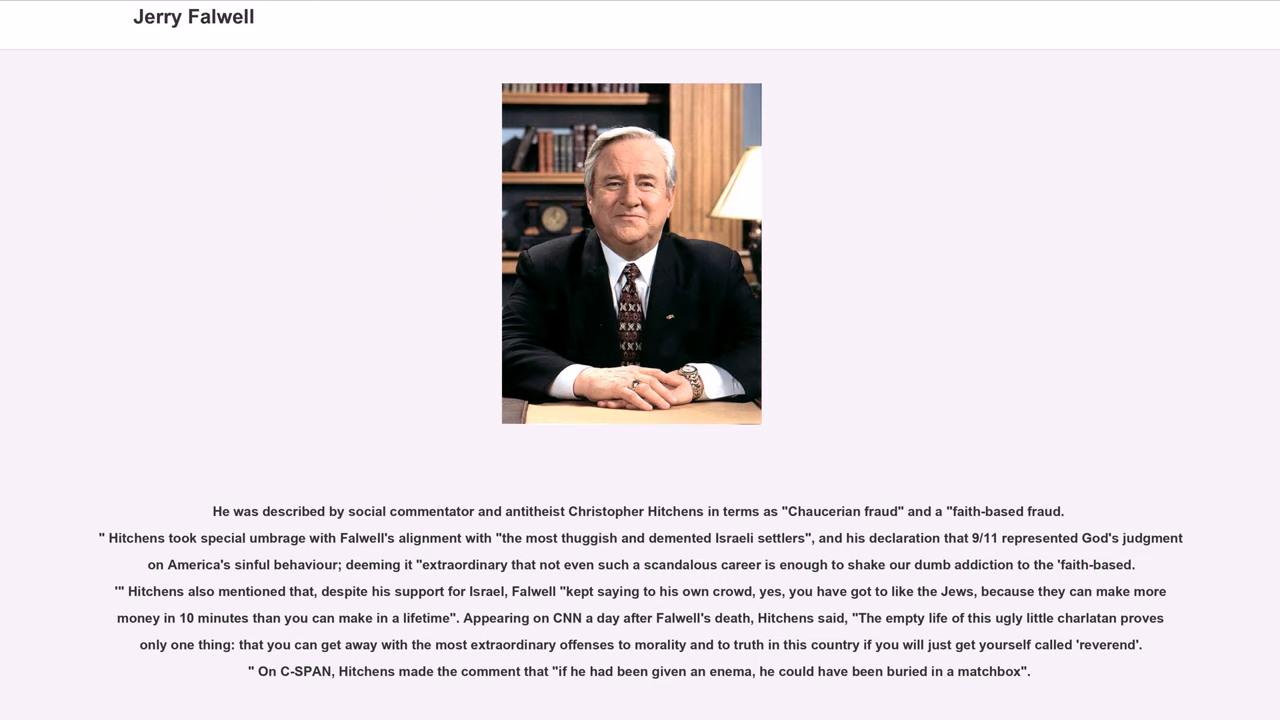 Jerry Falwell
He was described by social commentator and antitheist Christopher Hitchens in terms as "Chaucerian fraud" and a "faith-based fraud.
" Hitchens took special umbrage with Falwell's alignment with "the most thuggish and demented Israeli settlers", and his declaration that 9/11 represented God's judgment
on America's sinful behaviour; deeming it "extraordinary that not even such a scandalous career is enough to shake our dumb addiction to the 'faith-based.
'" Hitchens also mentioned that, despite his support for Israel, Falwell "kept saying to his own crowd, yes, you have got to like the Jews, because they can make more
money in 10 minutes than you can make in a lifetime". Appearing on CNN a day after Falwell's death, Hitchens said, "The empty life of this ugly little charlatan proves
only one thing: that you can get away with the most extraordinary offenses to morality and to truth in this country if you will just get yourself called 'reverend'.
" On C-SPAN, Hitchens made the comment that "if he had been given an enema, he could have been buried in a matchbox".